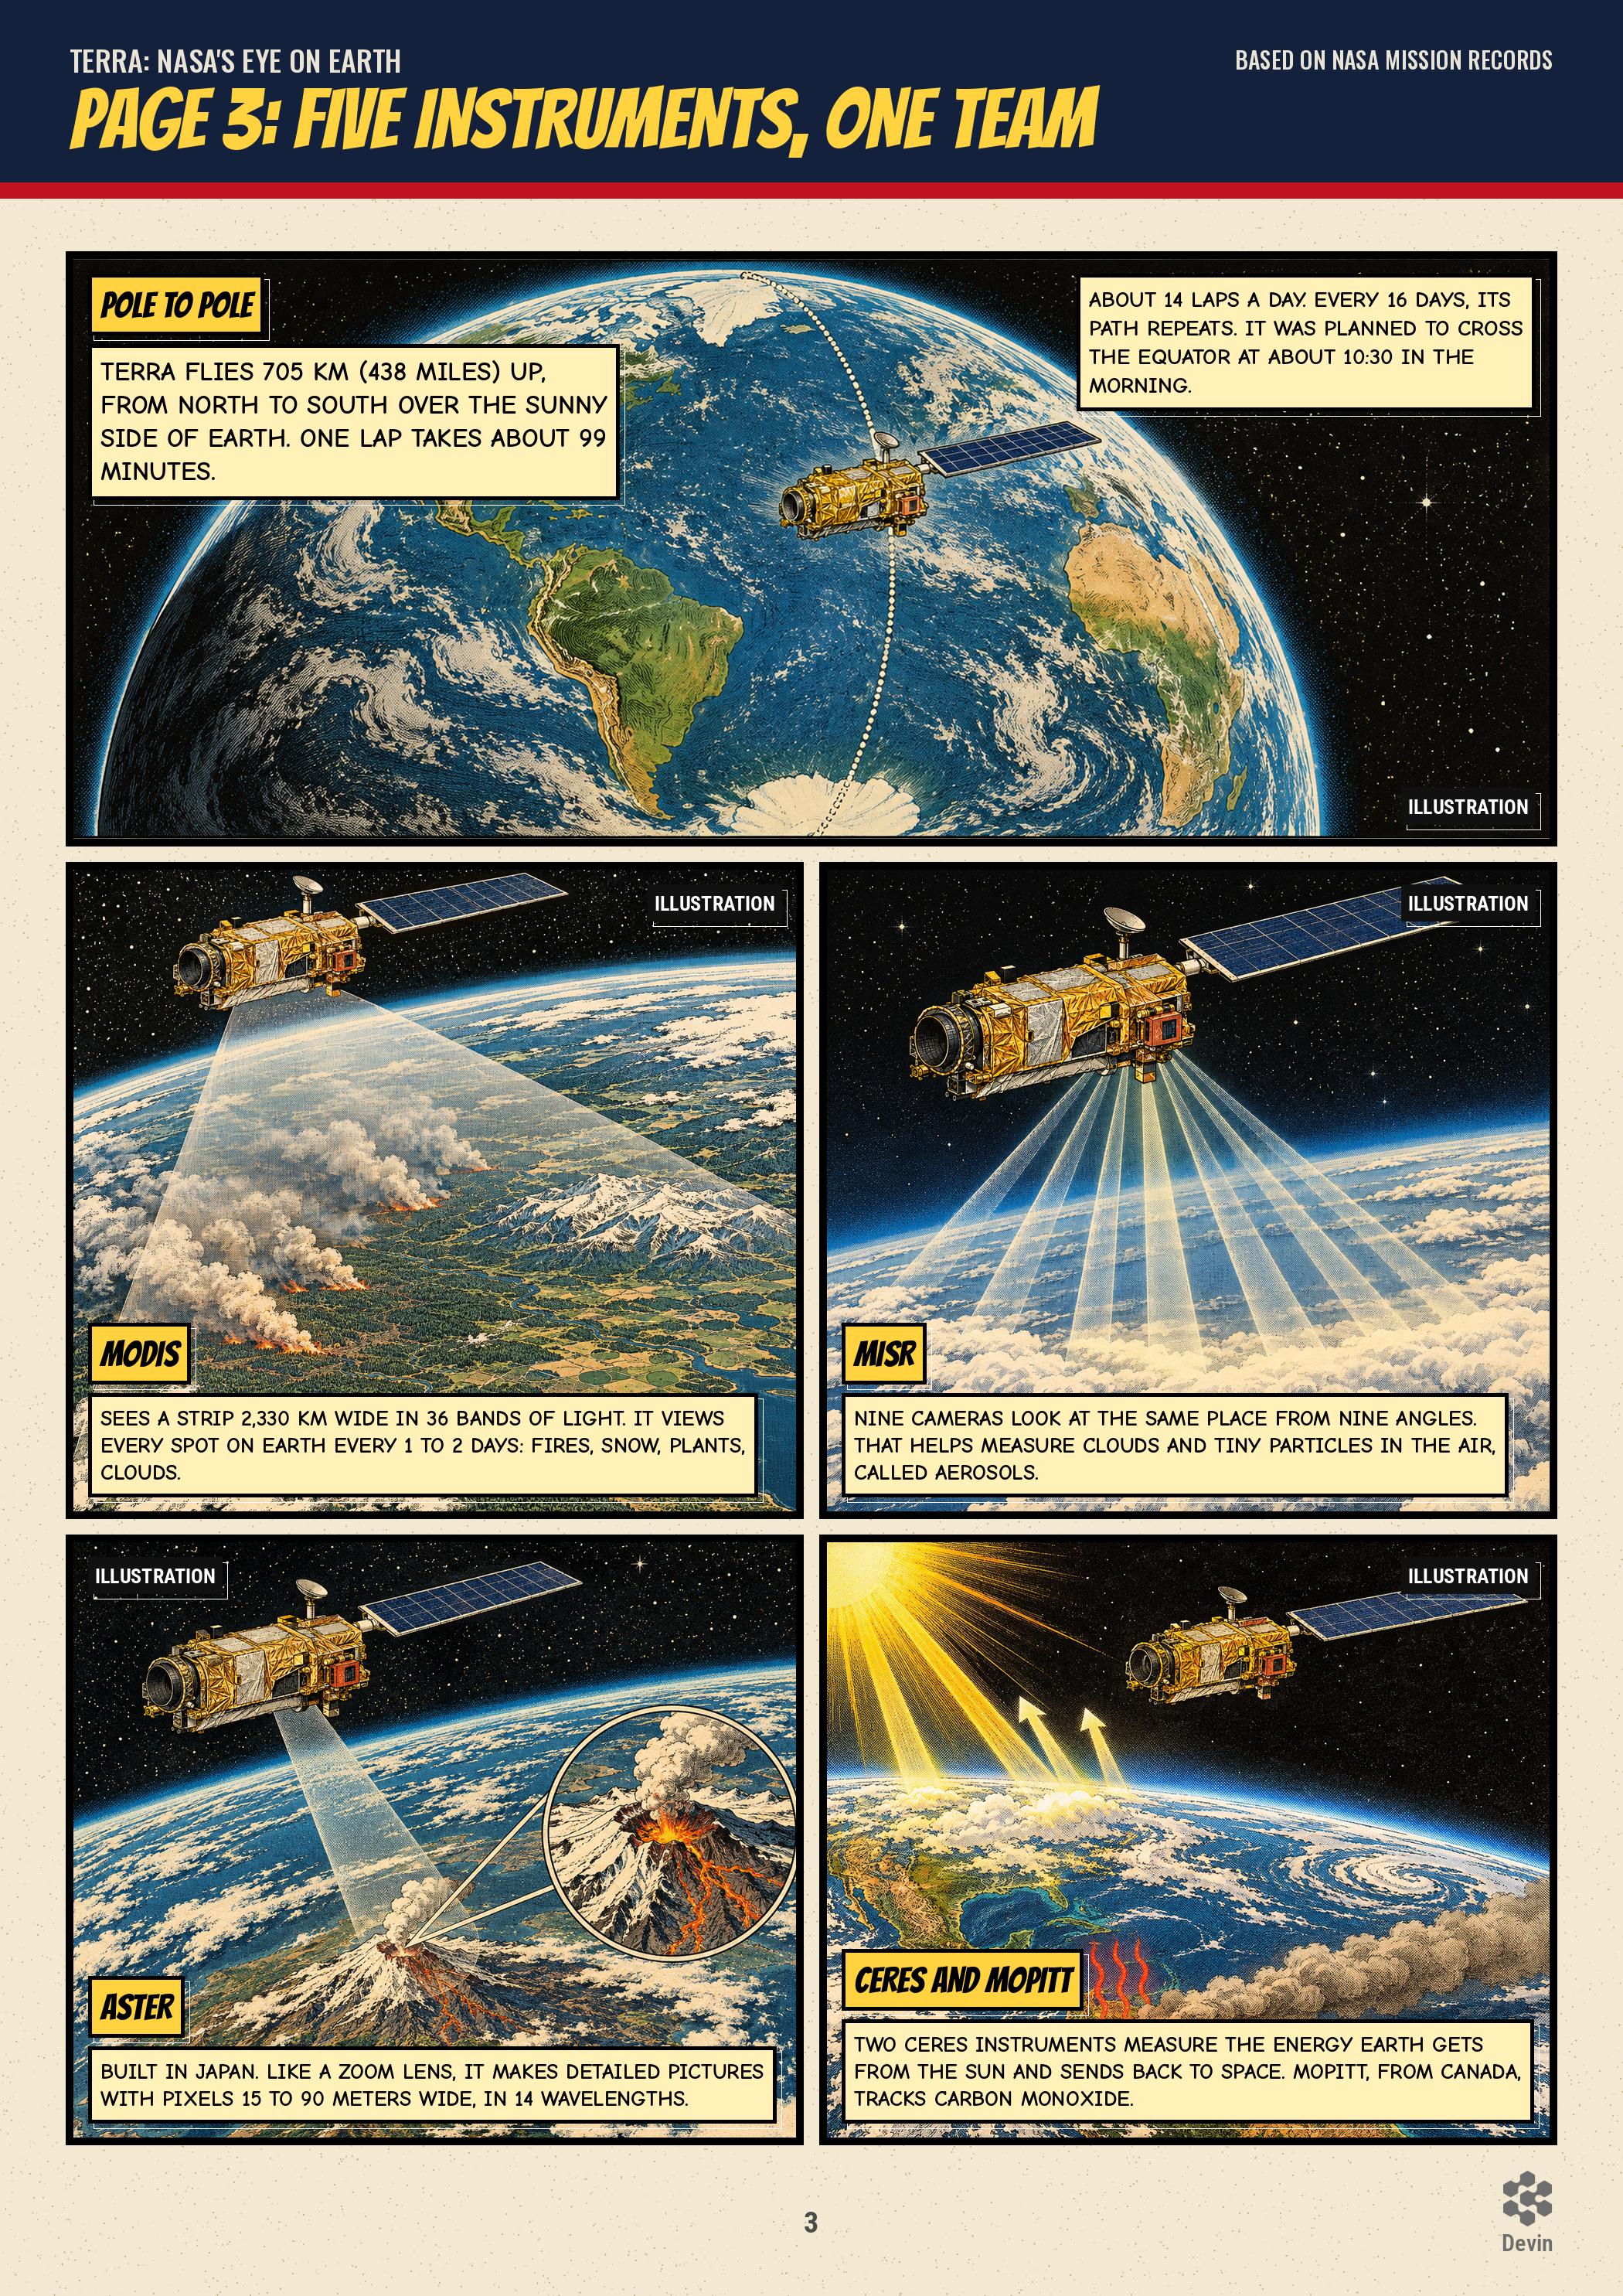 TERRA: NASA'S EYE ON EARTH
BASED ON NASA MISSION RECORDS
PAGE 3: FIVE INSTRUMENTS, ONE TEAM
POLE TO POLE
TERRA FLIES 705 KM (438 MILES) UP,
FROM NORTH TO SOUTH OVER THE SUNNY
SIDE OF EARTH. ONE LAP TAKES ABOUT 99
MINUTES.
ABOUT 14 LAPS A DAY. EVERY 16 DAYS, ITS
PATH REPEATS. IT WAS PLANNED TO CROSS
THE EQUATOR AT ABOUT 10:30 IN THE
MORNING.
ILLUSTRATION
ILLUSTRATION
MODIS
SEES A STRIP 2,330 KM WIDE IN 36 BANDS OF LIGHT. IT VIEWS
EVERY SPOT ON EARTH EVERY 1 TO 2 DAYS: FIRES, SNOW, PLANTS,
CLOUDS.
ILLUSTRATION
MISR
NINE CAMERAS LOOK AT THE SAME PLACE FROM NINE ANGLES.
THAT HELPS MEASURE CLOUDS AND TINY PARTICLES IN THE AIR,
CALLED AEROSOLS.
ILLUSTRATION
ASTER
BUILT IN JAPAN. LIKE A ZOOM LENS, IT MAKES DETAILED PICTURES
WITH PIXELS 15 TO 90 METERS WIDE, IN 14 WAVELENGTHS.
ILLUSTRATION
CERES AND MOPITT
TWO CERES INSTRUMENTS MEASURE THE ENERGY EARTH GETS
FROM THE SUN AND SENDS BACK TO SPACE. MOPITT, FROM CANADA,
TRACKS CARBON MONOXIDE.
3
Devin